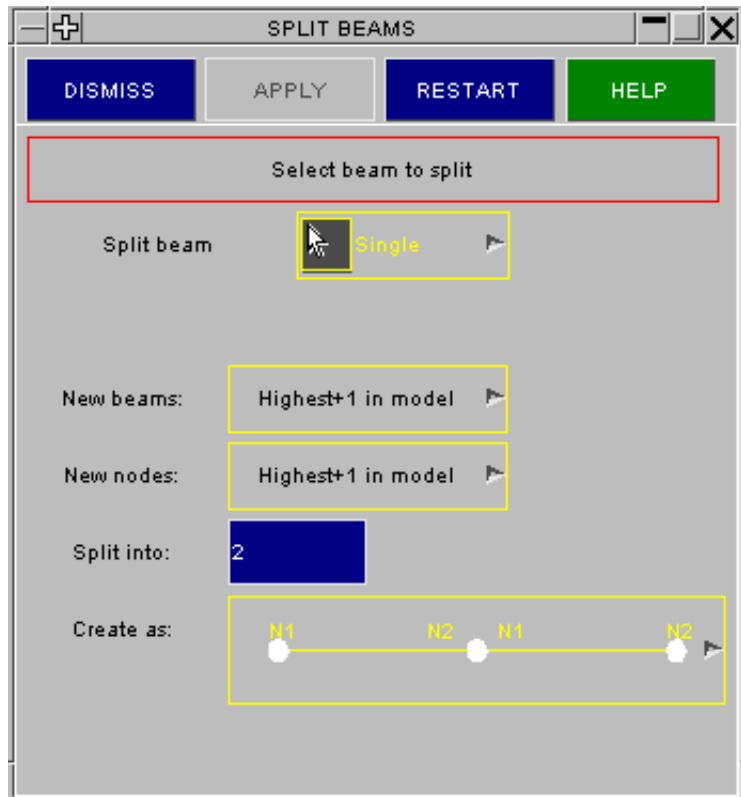 SPLIT BEAMS
DISMISS APPLY RESTART HELP
Select beam to split
Split beam Single
New beams: Highest+1 in model
New nodes: Highest+1 in model
Split into: 2
Create as: N1 N2 N1 N2